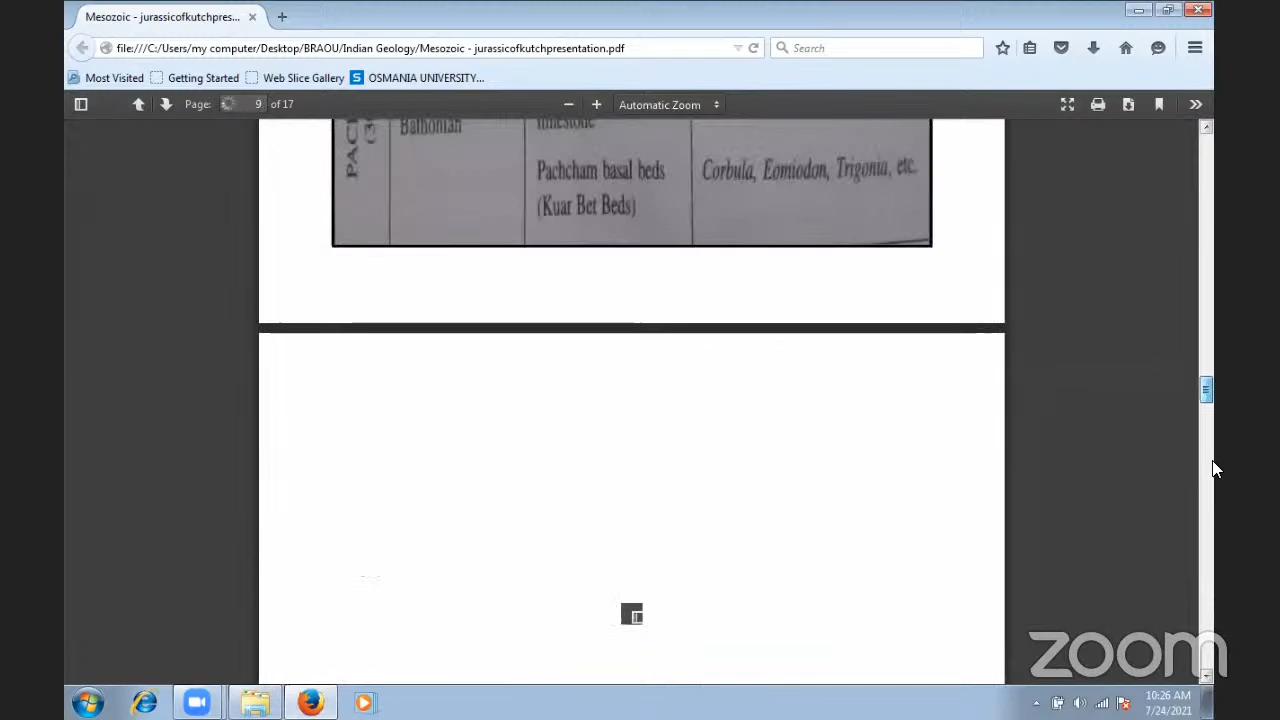 Mesozoic - jurassicofkutchpres...
file:///C:/Users/my computer/Desktop/BRAOU/Indian Geology/Mesozoic - jurassicofkutchpresentation.pdf
Search
Most Visited
Getting Started
Web Slice Gallery
OSMANIA UNIVERSITY...
Page: 9 of 17
Automatic Zoom
Bathonian
limestone
Pachcham basal beds
Corbula, Eomiodon, Trigonia, etc.
(Kuar Bet Beds)
zoom
10:26 AM
7/24/2021